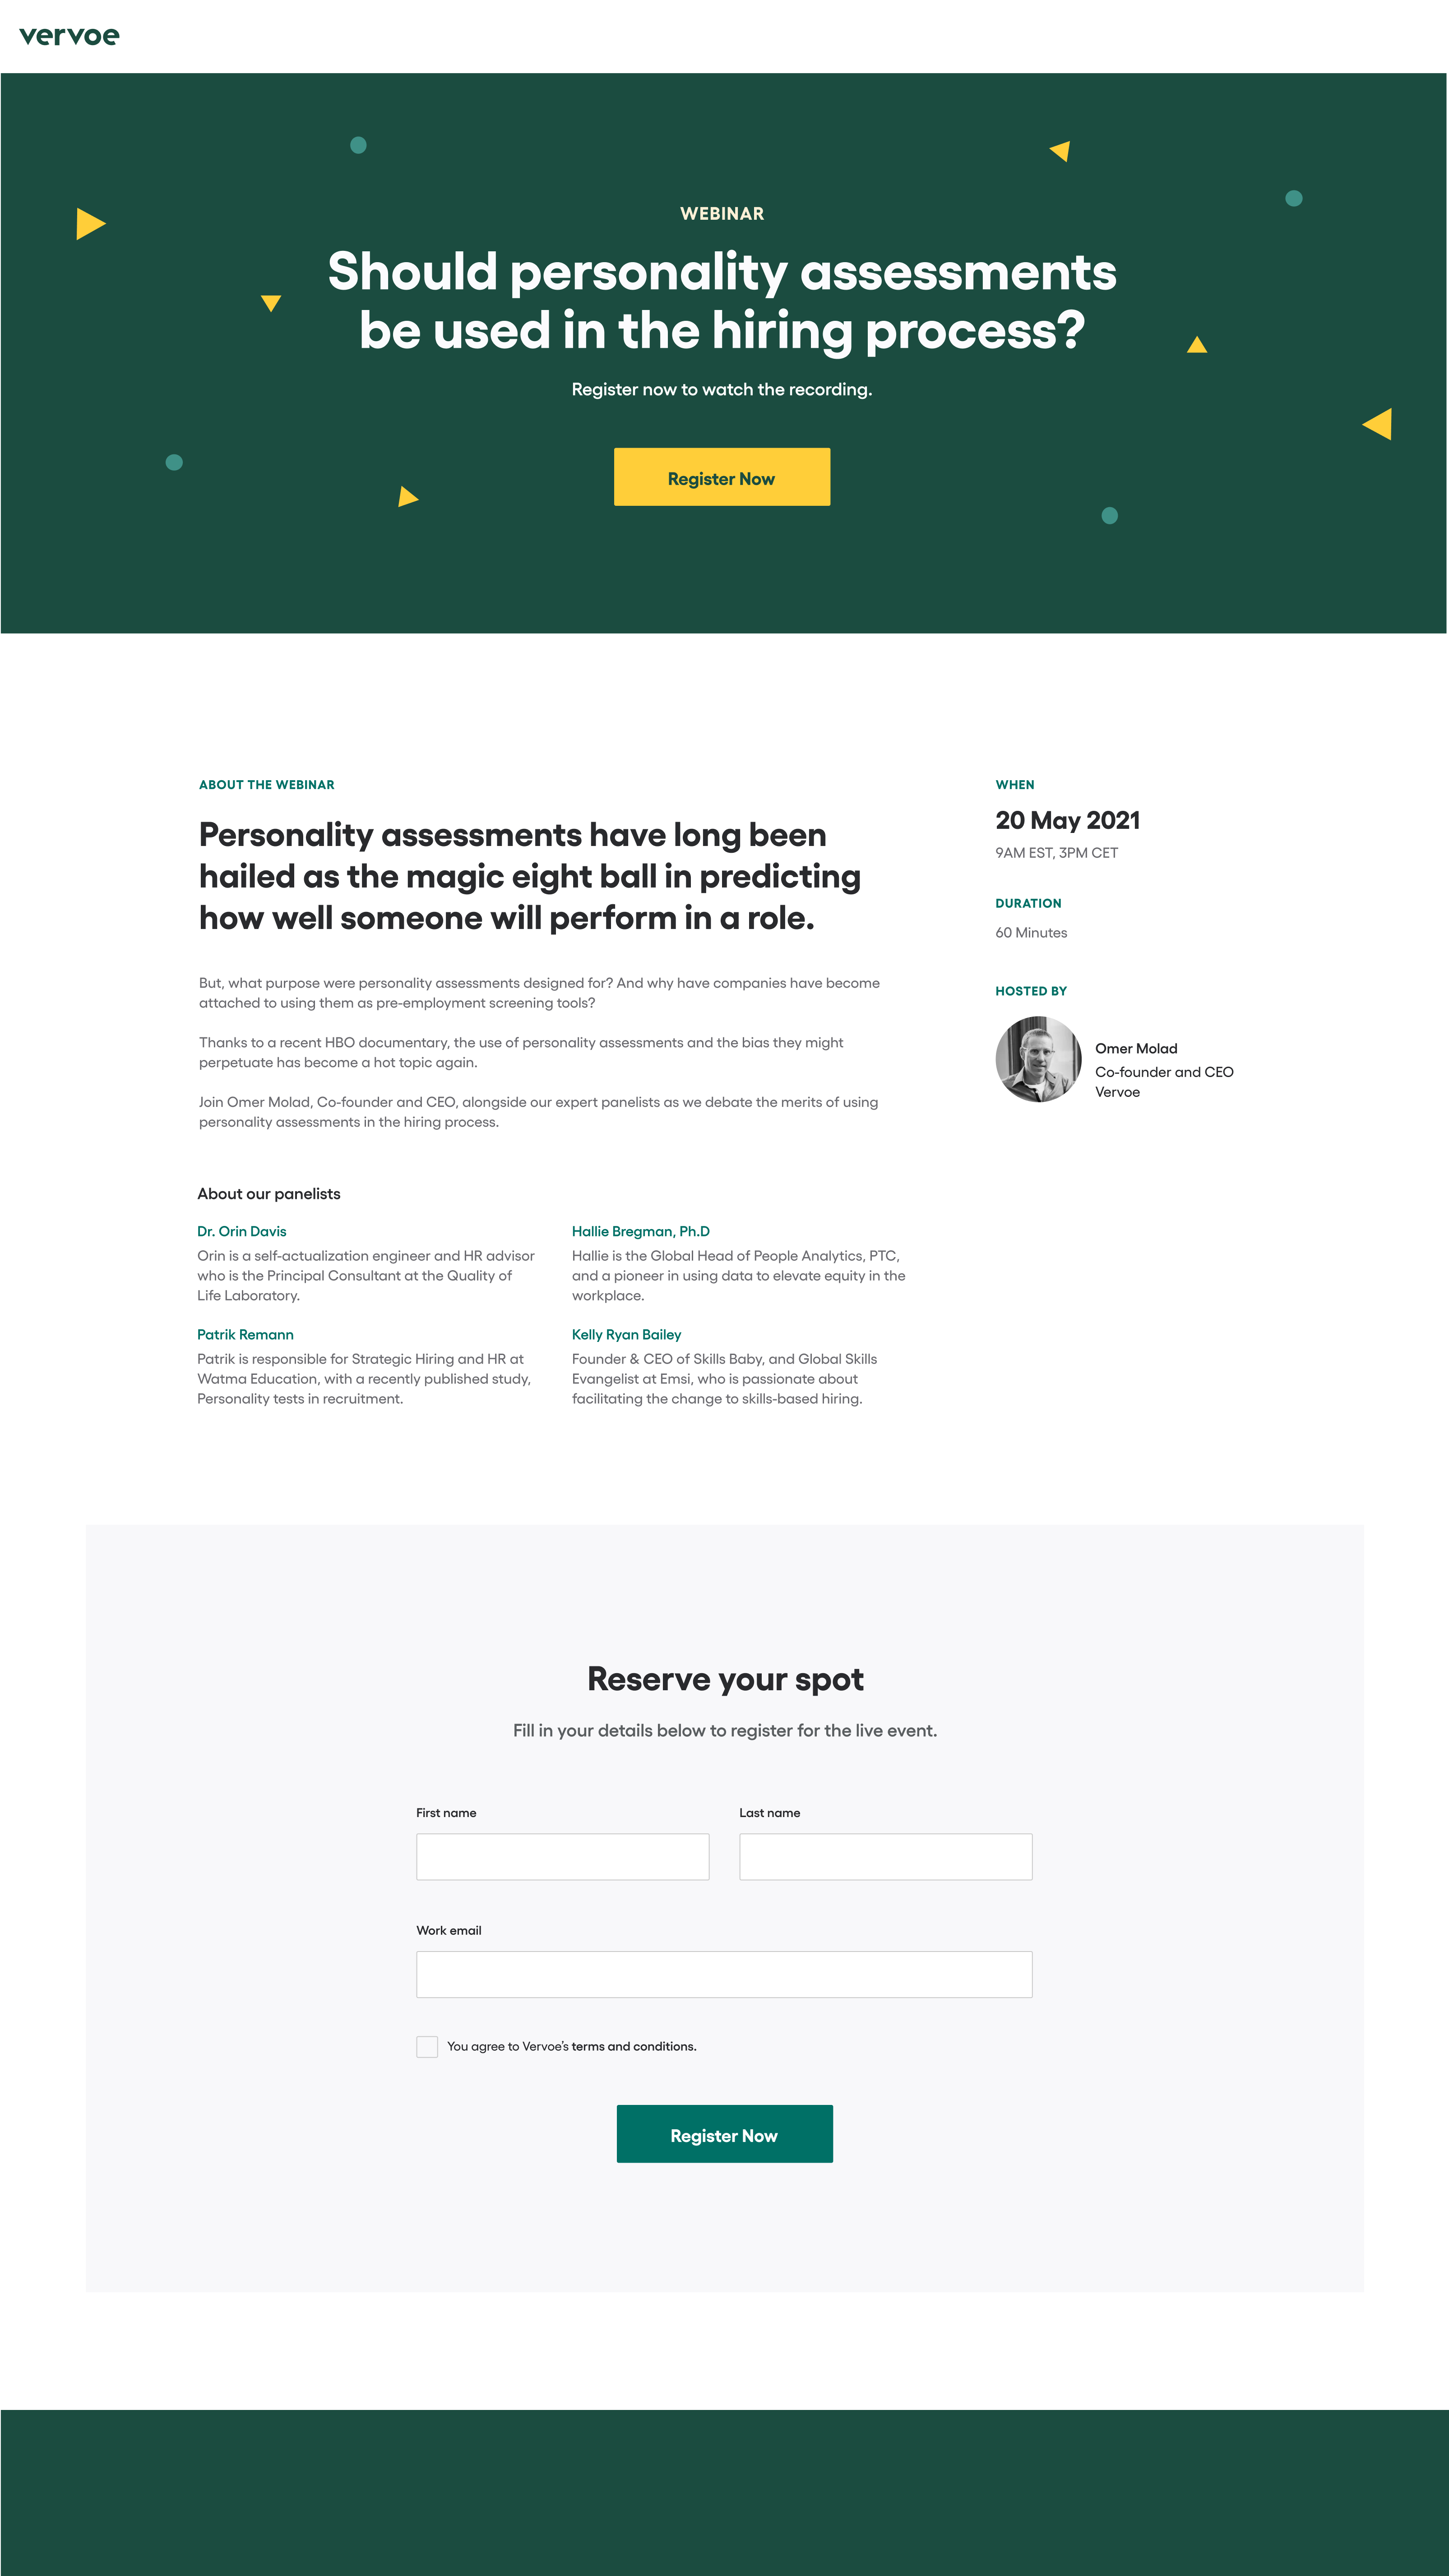 vervoe
WEBINAR
Should personality assessments
be used in the hiring process?
Register now to watch the recording.
Register Now
ABOUT THE WEBINAR
Personality assessments have long been
hailed as the magic eight ball in predicting
how well someone will perform in a role.
But, what purpose were personality assessments designed for? And why have companies have become
attached to using them as pre-employment screening tools?
Thanks to a recent HBO documentary, the use of personality assessments and the bias they might
perpetuate has become a hot topic again.
Join Omer Molad, Co-founder and CEO, alongside our expert panelists as we debate the merits of using
personality assessments in the hiring process.
WHEN
20 May 2021
9AM EST, 3PM CET
DURATION
60 Minutes
HOSTED BY
Omer Molad
Co-founder and CEO
Vervoe
About our panelists
Dr. Orin Davis
Orin is a self-actualization engineer and HR advisor
who is the Principal Consultant at the Quality of
Life Laboratory.
Hallie Bregman, Ph.D
Hallie is the Global Head of People Analytics, PTC,
and a pioneer in using data to elevate equity in the
workplace.
Patrik Remann
Patrik is responsible for Strategic Hiring and HR at
Watma Education, with a recently published study,
Personality tests in recruitment.
Kelly Ryan Bailey
Founder & CEO of Skills Baby, and Global Skills
Evangelist at Emsi, who is passionate about
facilitating the change to skills-based hiring.
Reserve your spot
Fill in your details below to register for the live event.
First name
Last name
Work email
You agree to Vervoe's terms and conditions.
Register Now